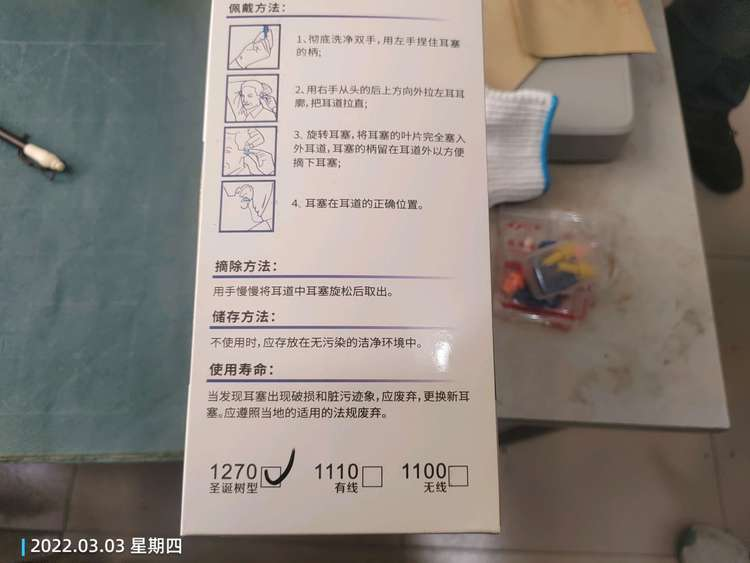 佩戴方法：
1、彻底洗净双手，用左手捏住耳塞
的柄；
2、用右手从头的后上方向外拉左耳耳
廓，把耳道拉直；
3、旋转耳塞，将耳塞的叶片完全塞入
外耳道，耳塞的柄留在耳道外以方便
摘下耳塞；
4、耳塞在耳道的正确位置。
摘除方法：
用手慢慢将耳道中耳塞旋松后取出。
储存方法：
不使用时，应存放在无污染的洁净环境中。
使用寿命：
当发现耳塞出现破损和脏污迹象，应废弃，更换新耳
塞。应遵照当地的适用的法规废弃。
1270 1110 1100
圣诞树型 有线 无线
2022.03.03 星期四